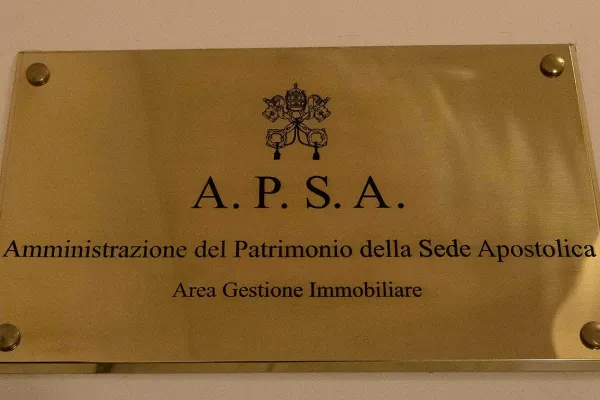 A. P. S. A.
Amministrazione del Patrimonio della Sede Apostolica
Area Gestione Immobiliare